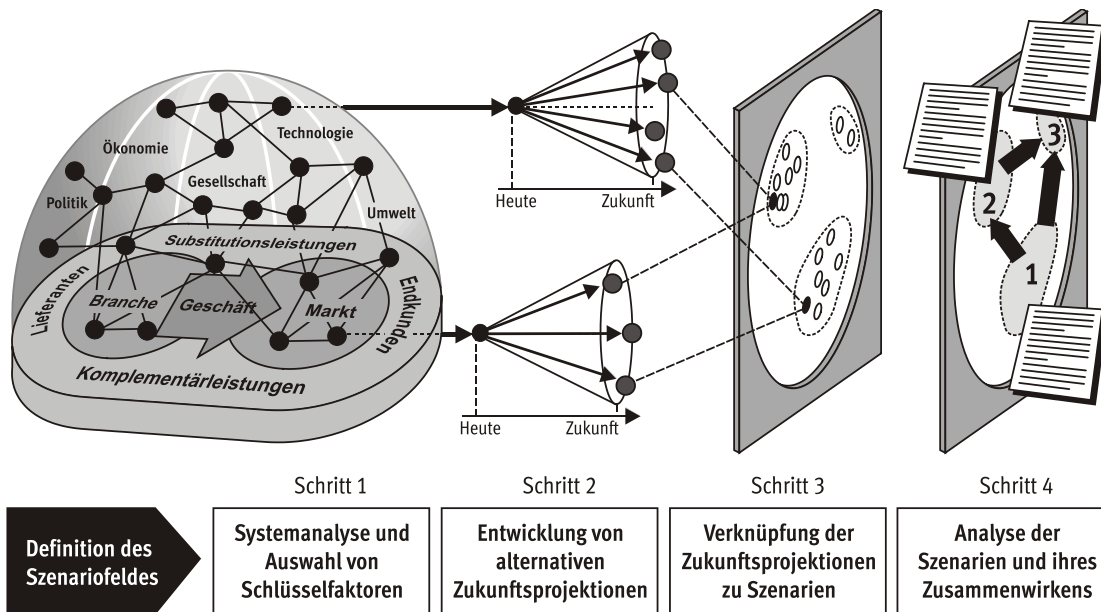 Technologie
Ökonomie
Gesellschaft
Politik
Umwelt
Substitutionsleistungen
Lieferanten
Branche
Geschäft
Markt
Endkunden
Komplementärleistungen
Heute
Zukunft
Heute
Zukunft
3
2
1
Schritt 1
Schritt 2
Schritt 3
Schritt 4
Definition des
Szenariofeldes
Systemanalyse und
Auswahl von
Schlüsselfaktoren
Entwicklung von
alternativen
Zukunftsprojektionen
Verknüpfung der
Zukunftsprojektionen
zu Szenarien
Analyse der
Szenarien und ihres
Zusammenwirkens